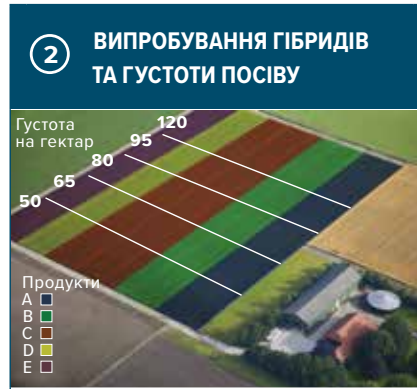 2
ВИПРОБУВАННЯ ГІБРИДІВ
ТА ГУСТОТИ ПОСІВУ
Густота
на гектар
120
95
80
65
50
Продукти
A
B
C
D
E